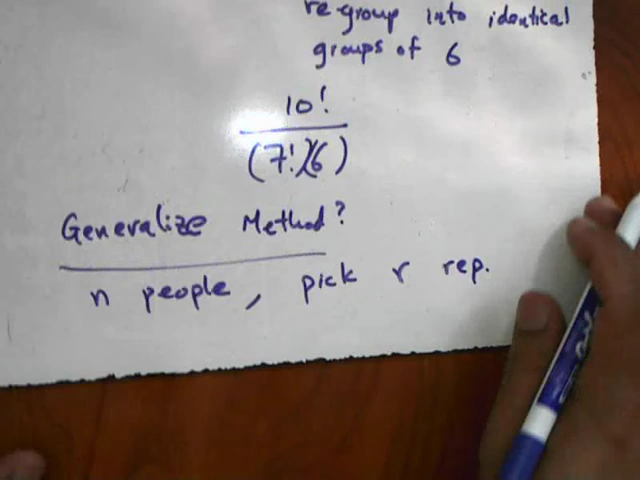 re-group into identical
groups of 6
10!
(7!)(6)
Generalize Method?
n people, pick r rep.